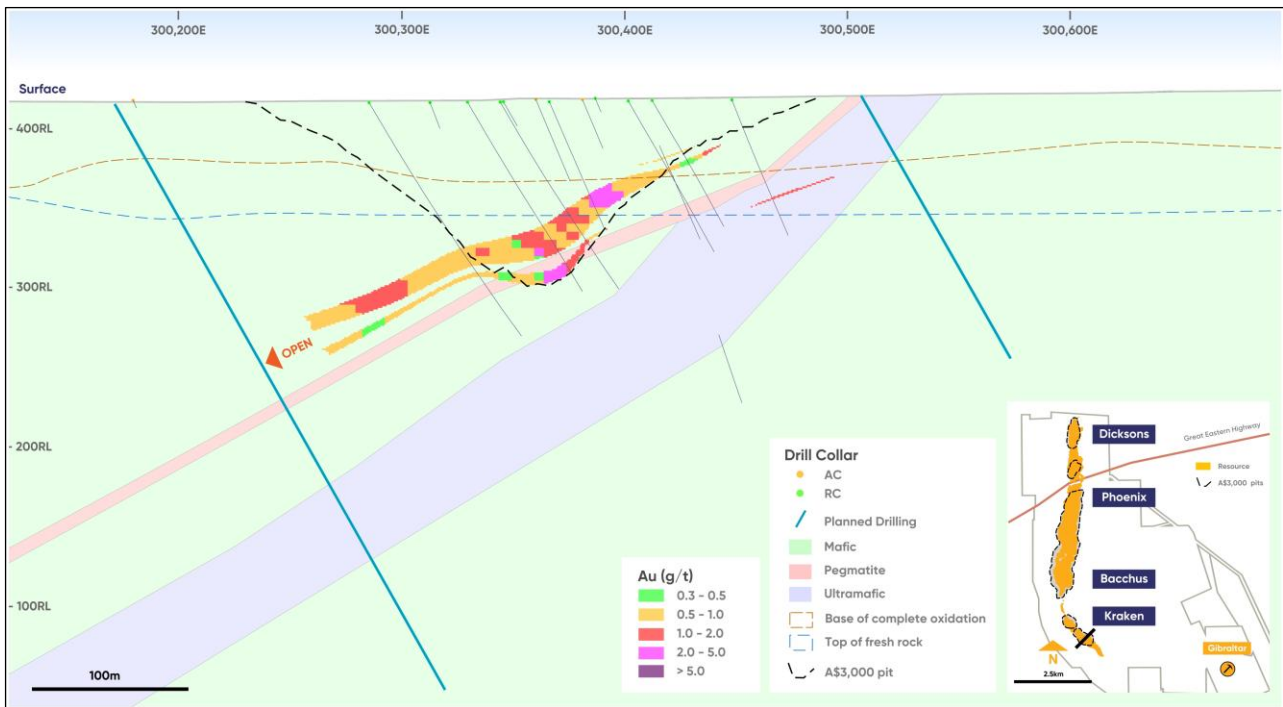 300,200E
300,300E
300,400E
300,500E
300,600E
Surface
- 400RL
- 300RL
- 200RL
- 100RL
OPEN
100m
Au (g/t)
0.3 - 0.5
0.5 - 1.0
1.0 - 2.0
2.0 - 5.0
> 5.0
Drill Collar
AC
RC
Planned Drilling
Mafic
Pegmatite
Ultramafic
Base of complete oxidation
Top of fresh rock
A$3,000 pit
Dicksons
Great Eastern Highway
Resource
A$3,000 pits
Phoenix
Bacchus
Kraken
Gibraltar
N
2.5km